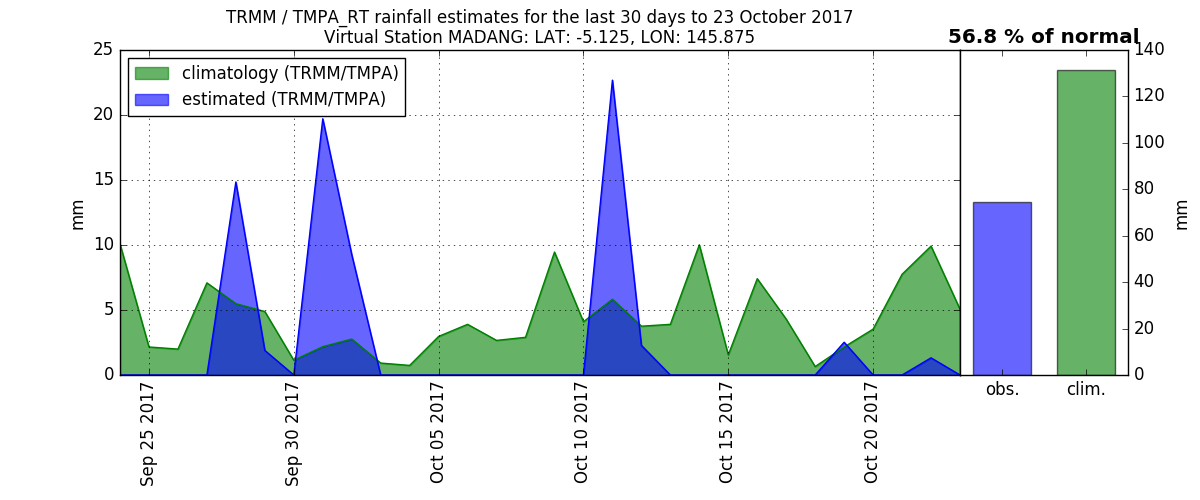 TRMM / TMPA_RT rainfall estimates for the last 30 days to 23 October 2017
Virtual Station MADANG: LAT: -5.125, LON: 145.875
56.8 % of normal
climatology (TRMM/TMPA)
estimated (TRMM/TMPA)
mm
25
20
15
10
5
0
Sep 25 2017
Sep 30 2017
Oct 05 2017
Oct 10 2017
Oct 15 2017
Oct 20 2017
obs.
clim.
140
120
100
80
60
40
20
0
mm